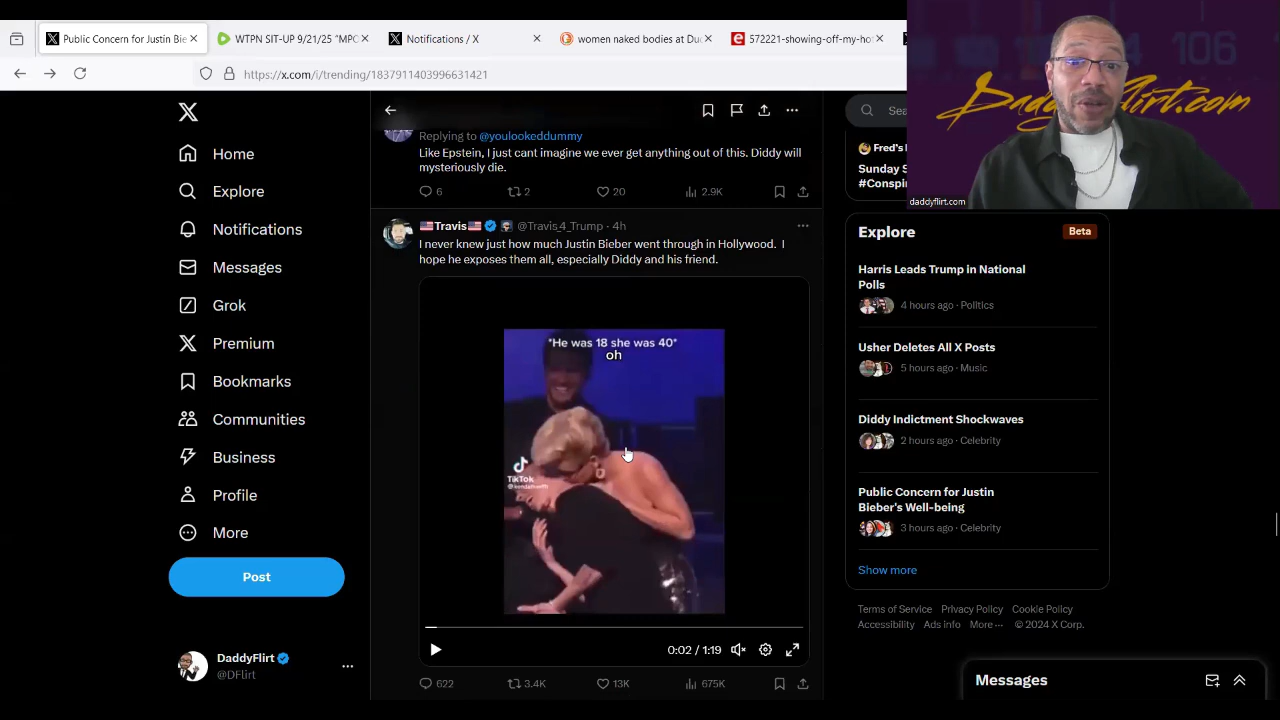 Public Concern for Justin Bie
WTPN SIT-UP 9/21/25 "MPC
Notifications / X
women naked bodies at Du
572221-showing-off-my-ho
https://x.com/i/trending/1837911403996631421
106
DaddyFlirt.com
daddyflirt.com
Home
Explore
Notifications
Messages
Grok
Premium
Bookmarks
Communities
Business
Profile
More
Post
DaddyFlirt
@DFlirt
Replying to @youlookeddummy
Like Epstein, I just cant imagine we ever get anything out of this. Diddy will
mysteriously die.
6 2 20 2.9K
Travis @Travis_4_Trump · 4h
I never knew just how much Justin Bieber went through in Hollywood. I
hope he exposes them all, especially Diddy and his friend.
*He was 18 she was 40*
oh
TikTok
0:02 / 1:19
622 3.4K 13K 675K
Sea
Fred's
Sunday S
#Conspi
Explore
Beta
Harris Leads Trump in National
Polls
4 hours ago · Politics
Usher Deletes All X Posts
5 hours ago · Music
Diddy Indictment Shockwaves
2 hours ago · Celebrity
Public Concern for Justin
Bieber's Well-being
3 hours ago · Celebrity
Show more
Terms of Service Privacy Policy Cookie Policy
Accessibility Ads info More ··· © 2024 X Corp.
Messages